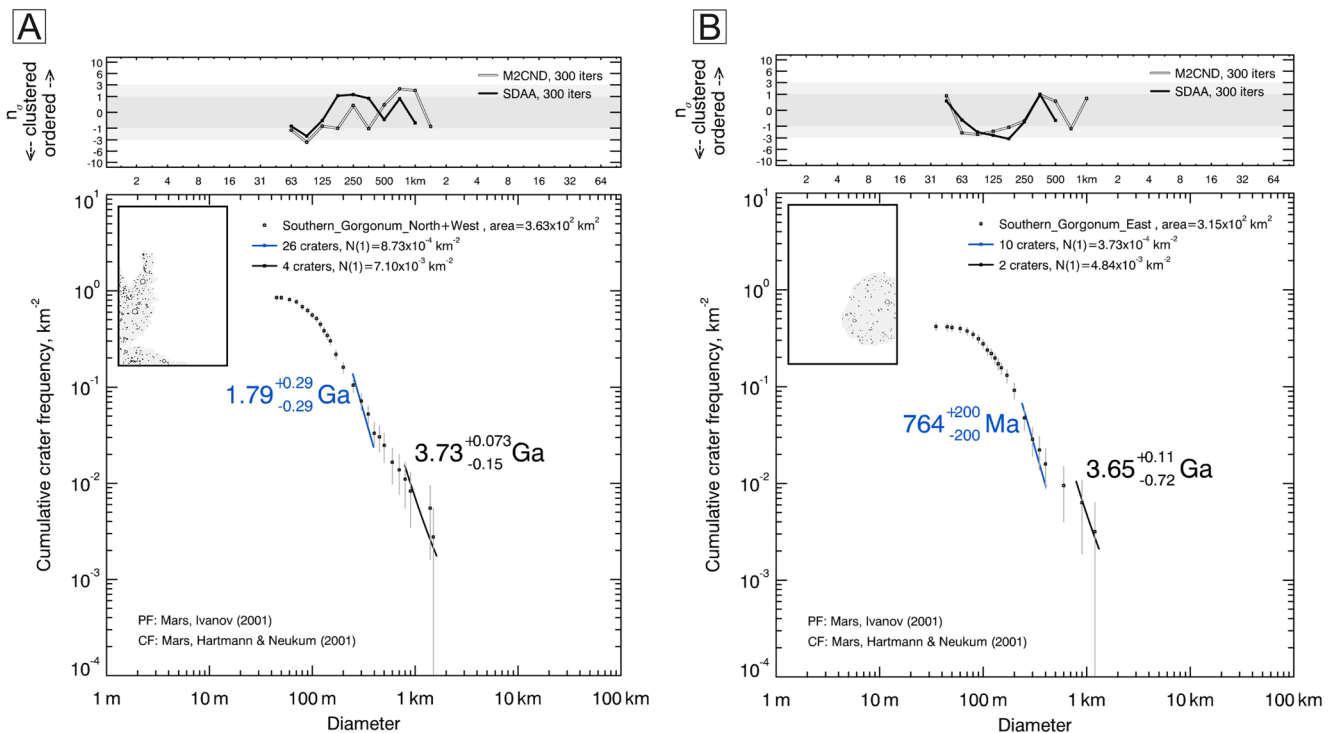 A
<-- clustered
ordered -->
nσ
10
6
3
1
0
-1
-3
-6
-10
M2CND, 300 iters
SDAA, 300 iters
2 4 8 16 31 63 125 250 500 1km 2 4 8 16 32 64
Cumulative crater frequency, km⁻²
10¹
10⁰
10⁻¹
10⁻²
10⁻³
10⁻⁴
Southern_Gorgonum_North+West , area=3.63x10² km²
26 craters, N(1)=8.73x10⁻⁴ km⁻²
4 craters, N(1)=7.10x10⁻³ km⁻²
1.79 +0.29 -0.29 Ga
3.73 +0.073 -0.15 Ga
PF: Mars, Ivanov (2001)
CF: Mars, Hartmann & Neukum (2001)
1 m 10 m 100 m 1 km 10 km 100 km
Diameter
B
<-- clustered
ordered -->
nσ
10
6
3
1
0
-1
-3
-6
-10
M2CND, 300 iters
SDAA, 300 iters
2 4 8 16 31 63 125 250 500 1km 2 4 8 16 32 64
Cumulative crater frequency, km⁻²
10¹
10⁰
10⁻¹
10⁻²
10⁻³
10⁻⁴
Southern_Gorgonum_East , area=3.15x10² km²
10 craters, N(1)=3.73x10⁻⁴ km⁻²
2 craters, N(1)=4.84x10⁻³ km⁻²
764 +200 -200 Ma
3.65 +0.11 -0.72 Ga
PF: Mars, Ivanov (2001)
CF: Mars, Hartmann & Neukum (2001)
1 m 10 m 100 m 1 km 10 km 100 km
Diameter